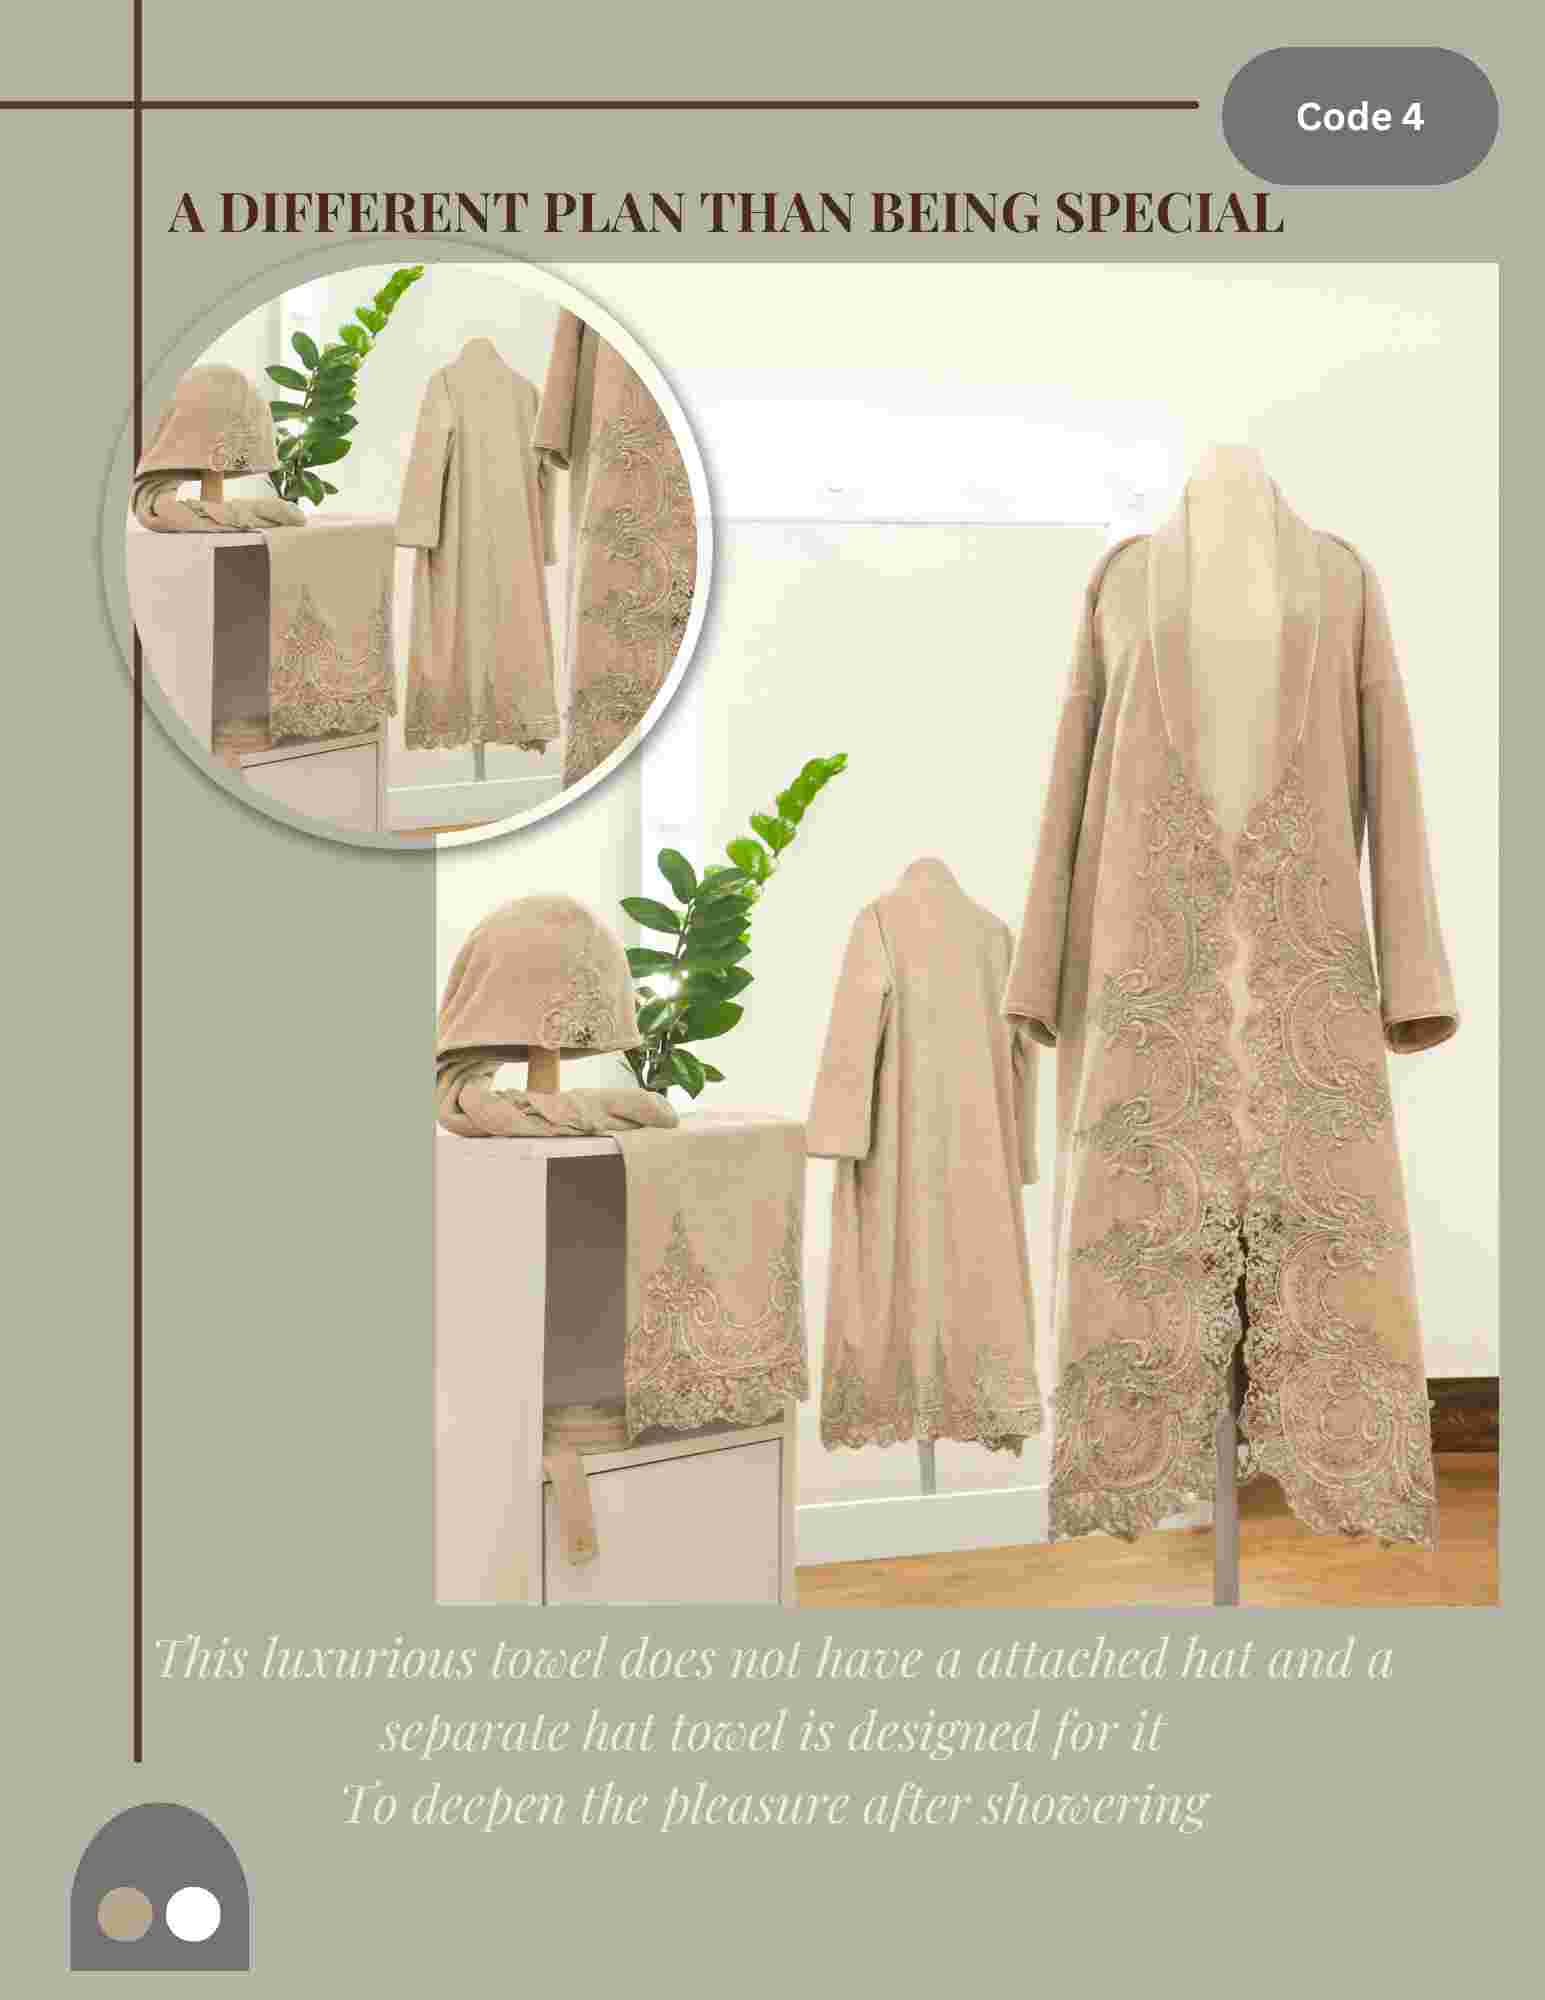 Code 4
A DIFFERENT PLAN THAN BEING SPECIAL
This luxurious towel does not have a attached hat and a
separate hat towel is designed for it
To deepen the pleasure after showering